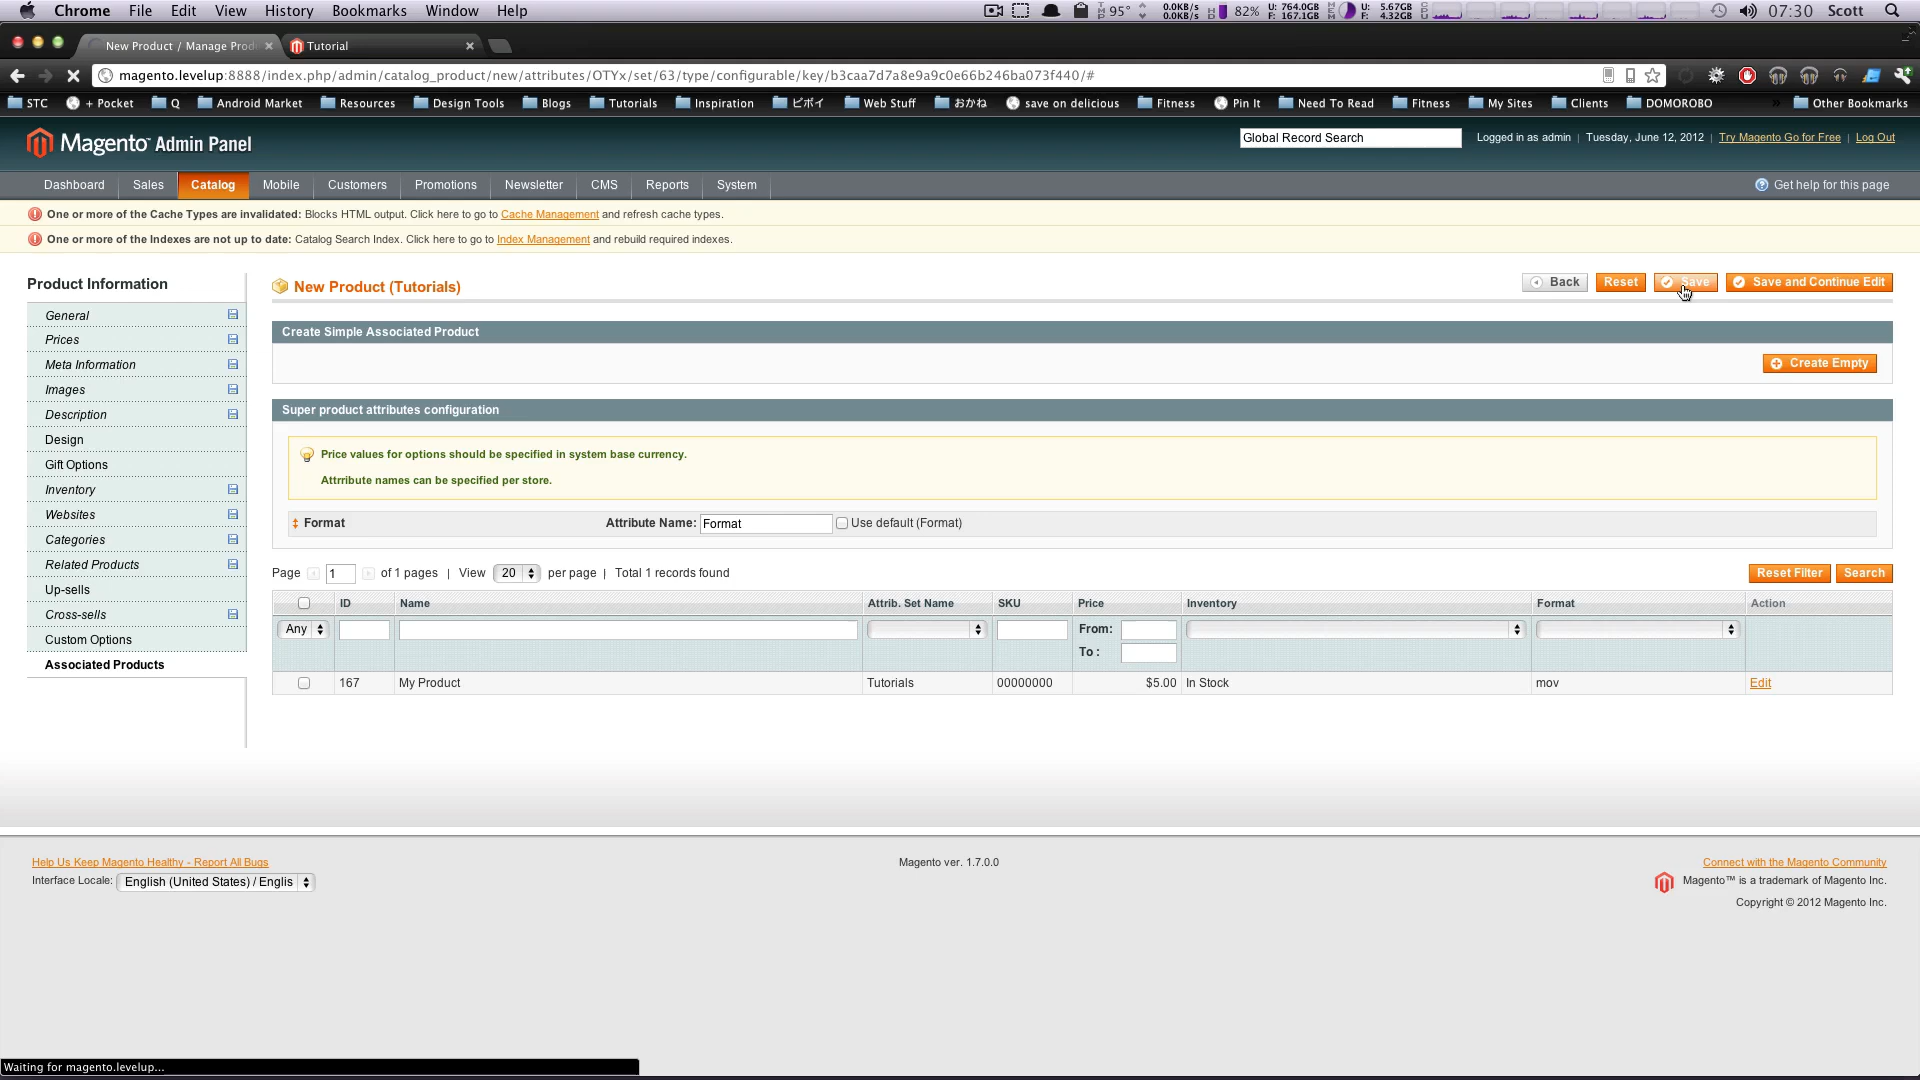 Chrome File Edit View History Bookmarks Window Help 95° 0.0KB/s 0.0KB/s 82% U: 764.0GB F: 167.1GB U: 5.67GB F: 4.32GB 07:30 Scott
New Product / Manage Prod Tutorial
magento.levelup:8888/index.php/admin/catalog_product/new/attributes/OTYx/set/63/type/configurable/key/b3caa7d7a8e9a9c0e66b246ba073f440/#
STC + Pocket Q Android Market Resources Design Tools Blogs Tutorials Inspiration ビボイ Web Stuff おかね save on delicious Fitness Pin It Need To Read Fitness My Sites Clients DOMOROBO » Other Bookmarks
Magento™ Admin Panel
Global Record Search Logged in as admin | Tuesday, June 12, 2012 | Try Magento Go for Free | Log Out
Dashboard Sales Catalog Mobile Customers Promotions Newsletter CMS Reports System Get help for this page
One or more of the Cache Types are invalidated: Blocks HTML output. Click here to go to Cache Management and refresh cache types.
One or more of the Indexes are not up to date: Catalog Search Index. Click here to go to Index Management and rebuild required indexes.
Product Information
General
Prices
Meta Information
Images
Description
Design
Gift Options
Inventory
Websites
Categories
Related Products
Up-sells
Cross-sells
Custom Options
Associated Products
New Product (Tutorials) Back Reset Save Save and Continue Edit
Create Simple Associated Product
Create Empty
Super product attributes configuration
Price values for options should be specified in system base currency.
Attrribute names can be specified per store.
Format Attribute Name: Format Use default (Format)
Page 1 of 1 pages | View 20 per page | Total 1 records found Reset Filter Search
ID Name Attrib. Set Name SKU Price Inventory Format Action
Any From:
To :
167 My Product Tutorials 00000000 $5.00 In Stock mov Edit
Help Us Keep Magento Healthy - Report All Bugs Magento ver. 1.7.0.0 Connect with the Magento Community
Interface Locale: English (United States) / Englis Magento™ is a trademark of Magento Inc.
Copyright © 2012 Magento Inc.
Waiting for magento.levelup...